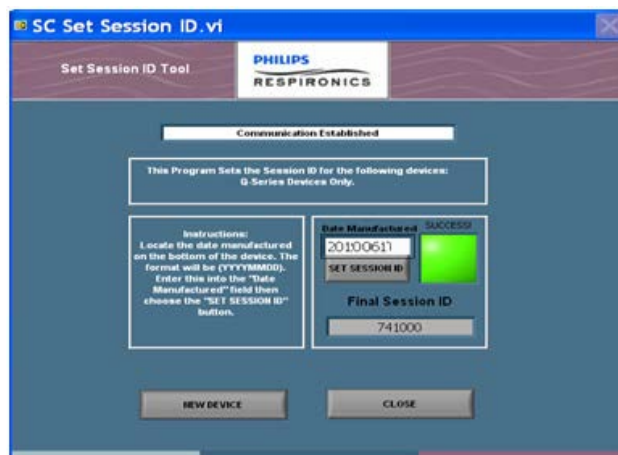 SC Set Session ID.vi
Set Session ID Tool
PHILIPS
RESPIRONICS
Communication Established
This Program Sets the Session ID for the following devices:
Q-Series Devices Only.
Instructions:
Locate the date manufactured
on the bottom of the device. The
format will be (YYYYMMDD).
Enter this into the "Date
Manufactured" field then
choose the "SET SESSION ID"
button.
Date Manufactured
SUCCESS!
20100617
SET SESSION ID
Final Session ID
741000
NEW DEVICE
CLOSE